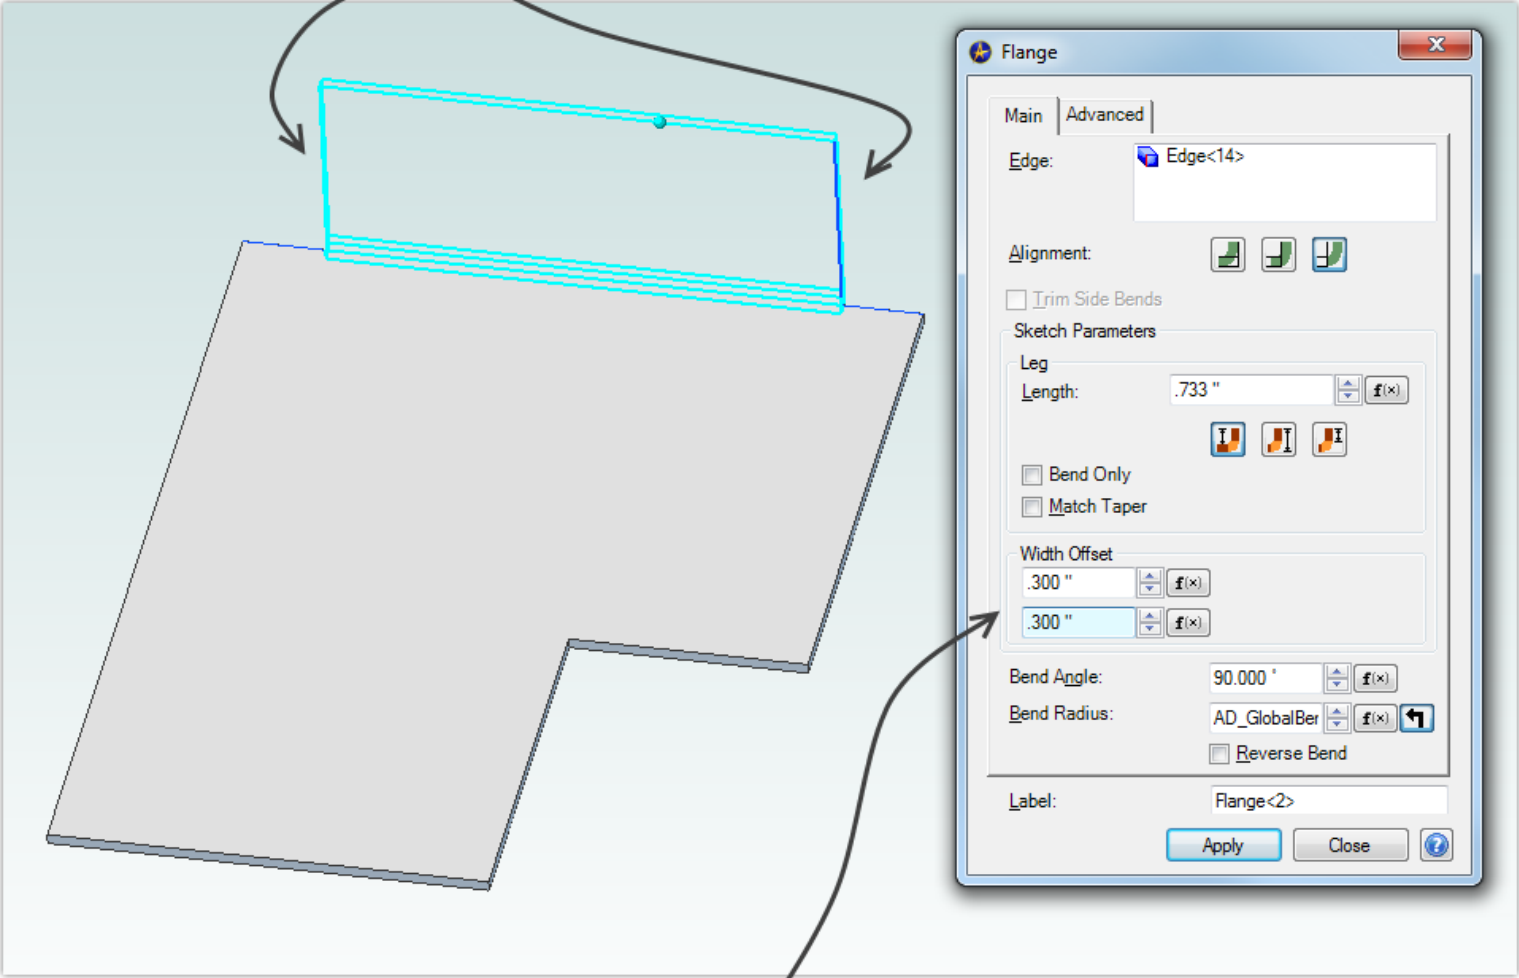 Flange
Main
Advanced
Edge:
Edge<14>
Alignment:
Trim Side Bends
Sketch Parameters
Leg
Length:
.733 "
f(x)
Bend Only
Match Taper
Width Offset
.300 "
f(x)
.300 "
f(x)
Bend Angle:
90.000 °
f(x)
Bend Radius:
AD_GlobalBer
f(x)
Reverse Bend
Label:
Flange<2>
Apply
Close
?